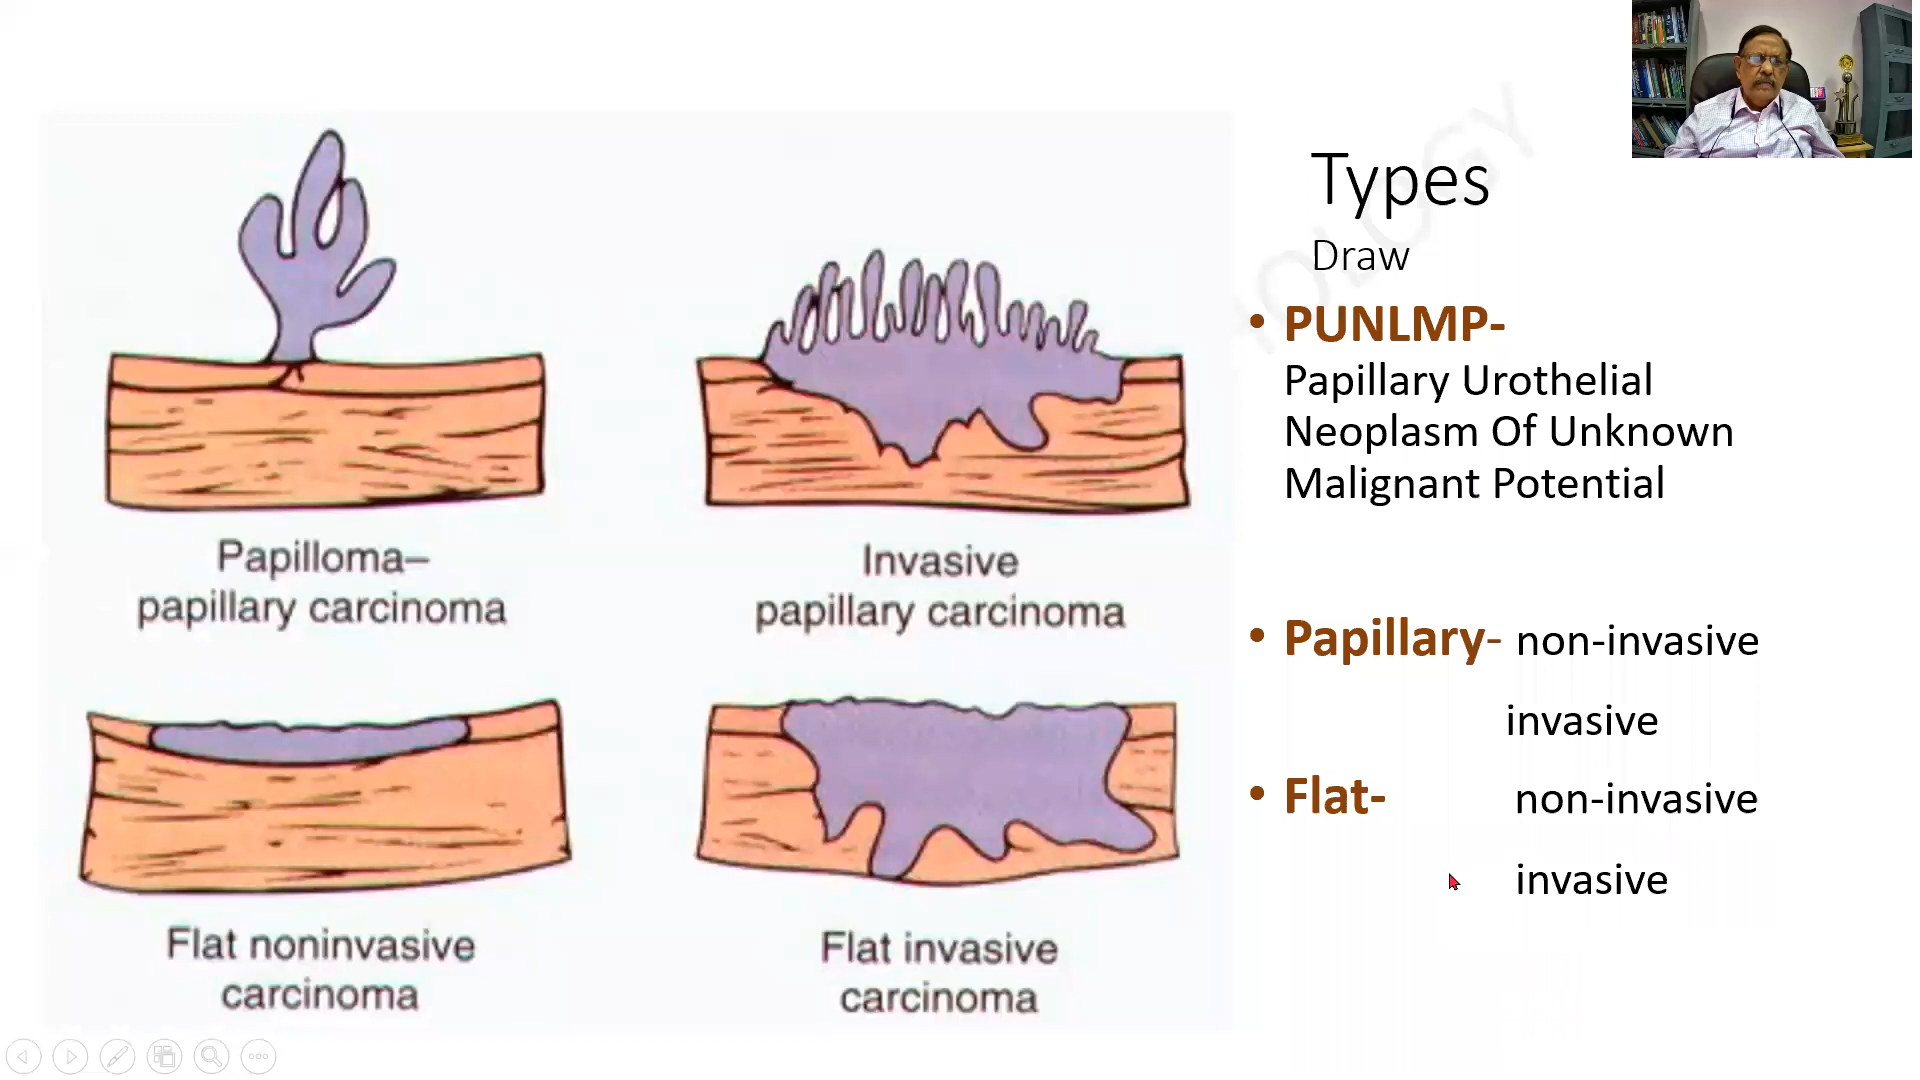 Papilloma–
papillary carcinoma
Invasive
papillary carcinoma
Flat noninvasive
carcinoma
Flat invasive
carcinoma
Types
Draw
• PUNLMP-
Papillary Urothelial
Neoplasm Of Unknown
Malignant Potential
• Papillary- non-invasive
invasive
• Flat- non-invasive
invasive
OLOGY